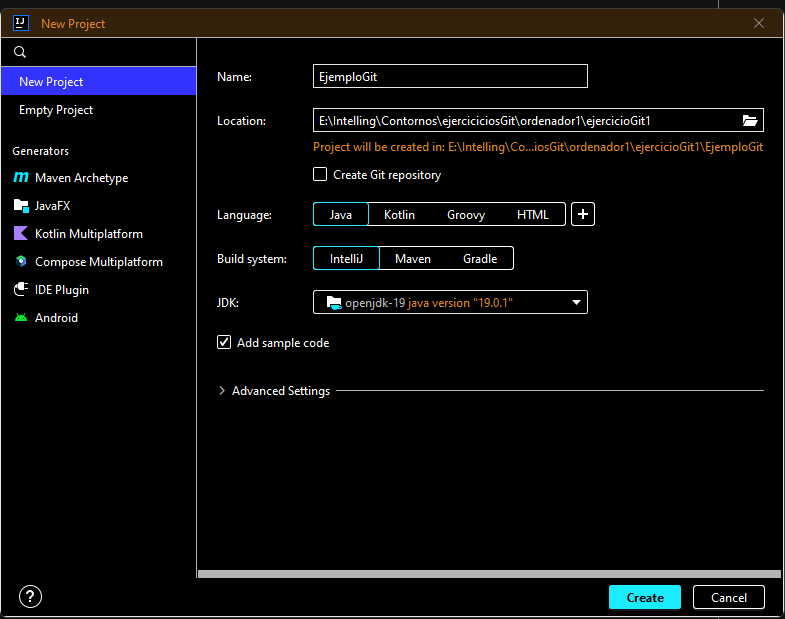 IJ
New Project
New Project
Empty Project
Generators
m Maven Archetype
JavaFX
Kotlin Multiplatform
Compose Multiplatform
IDE Plugin
Android
Name: EjemploGit
Location: E:\Intelling\Contornos\ejerciciciosGit\ordenador1\ejercicioGit1
Project will be created in: E:\Intelling\Co...iosGit\ordenador1\ejercicioGit1\EjemploGit
Create Git repository
Language: Java Kotlin Groovy HTML +
Build system: IntelliJ Maven Gradle
JDK: openjdk-19 java version "19.0.1"
Add sample code
Advanced Settings
? Create Cancel